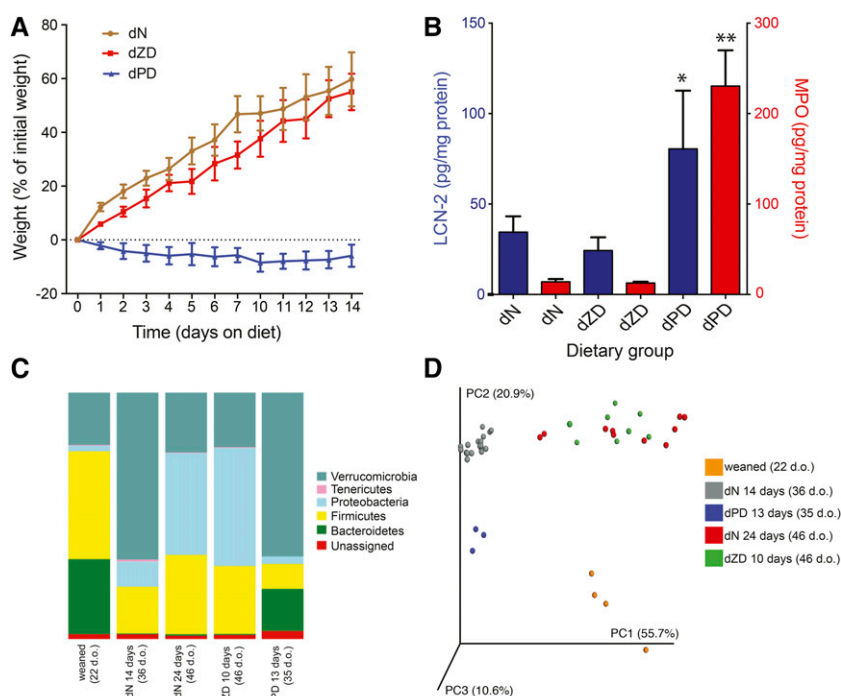 A
80
60
40
20
0
-20
Weight (% of initial weight)
dN
dZD
dPD
0 1 2 3 4 5 6 7 10 11 12 13 14
Time (days on diet)
B
150
100
50
0
LCN-2 (pg/mg protein)
*
**
300
200
100
0
MPO (pg/mg protein)
dN dN dZD dZD dPD dPD
Dietary group
C
Verrucomicrobia
Tenericutes
Proteobacteria
Firmicutes
Bacteroidetes
Unassigned
weaned
(22 d.o.)
dN 14 days
(36 d.o.)
dN 24 days
(46 d.o.)
ZD 10 days
(46 d.o.)
PD 13 days
(35 d.o.)
D
PC2 (20.9%)
PC1 (55.7%)
PC3 (10.6%)
weaned (22 d.o.)
dN 14 days (36 d.o.)
dPD 13 days (35 d.o.)
dN 24 days (46 d.o.)
dZD 10 days (46 d.o.)